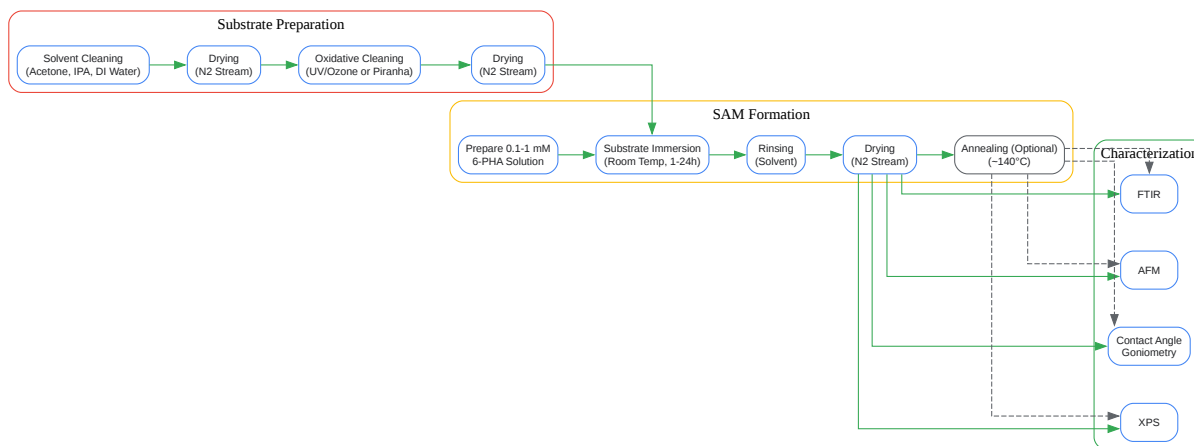 Substrate Preparation
Solvent Cleaning
(Acetone, IPA, DI Water)
Drying
(N2 Stream)
Oxidative Cleaning
(UV/Ozone or Piranha)
Drying
(N2 Stream)
SAM Formation
Prepare 0.1-1 mM
6-PHA Solution
Substrate Immersion
(Room Temp, 1-24h)
Rinsing
(Solvent)
Drying
(N2 Stream)
Annealing (Optional)
(~140°C)
Characterization
FTIR
AFM
Contact Angle
Goniometry
XPS